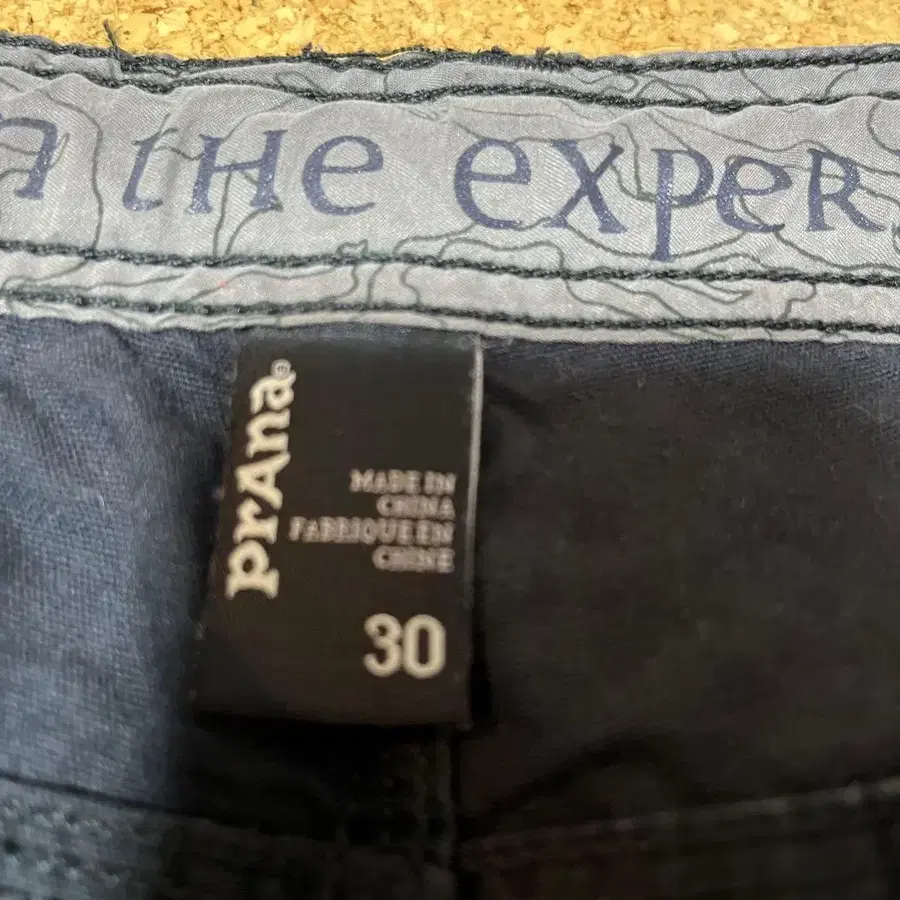 THE EXPER
prAna®
MADE IN
CHINA
FABRIQUE EN
CHINE
30